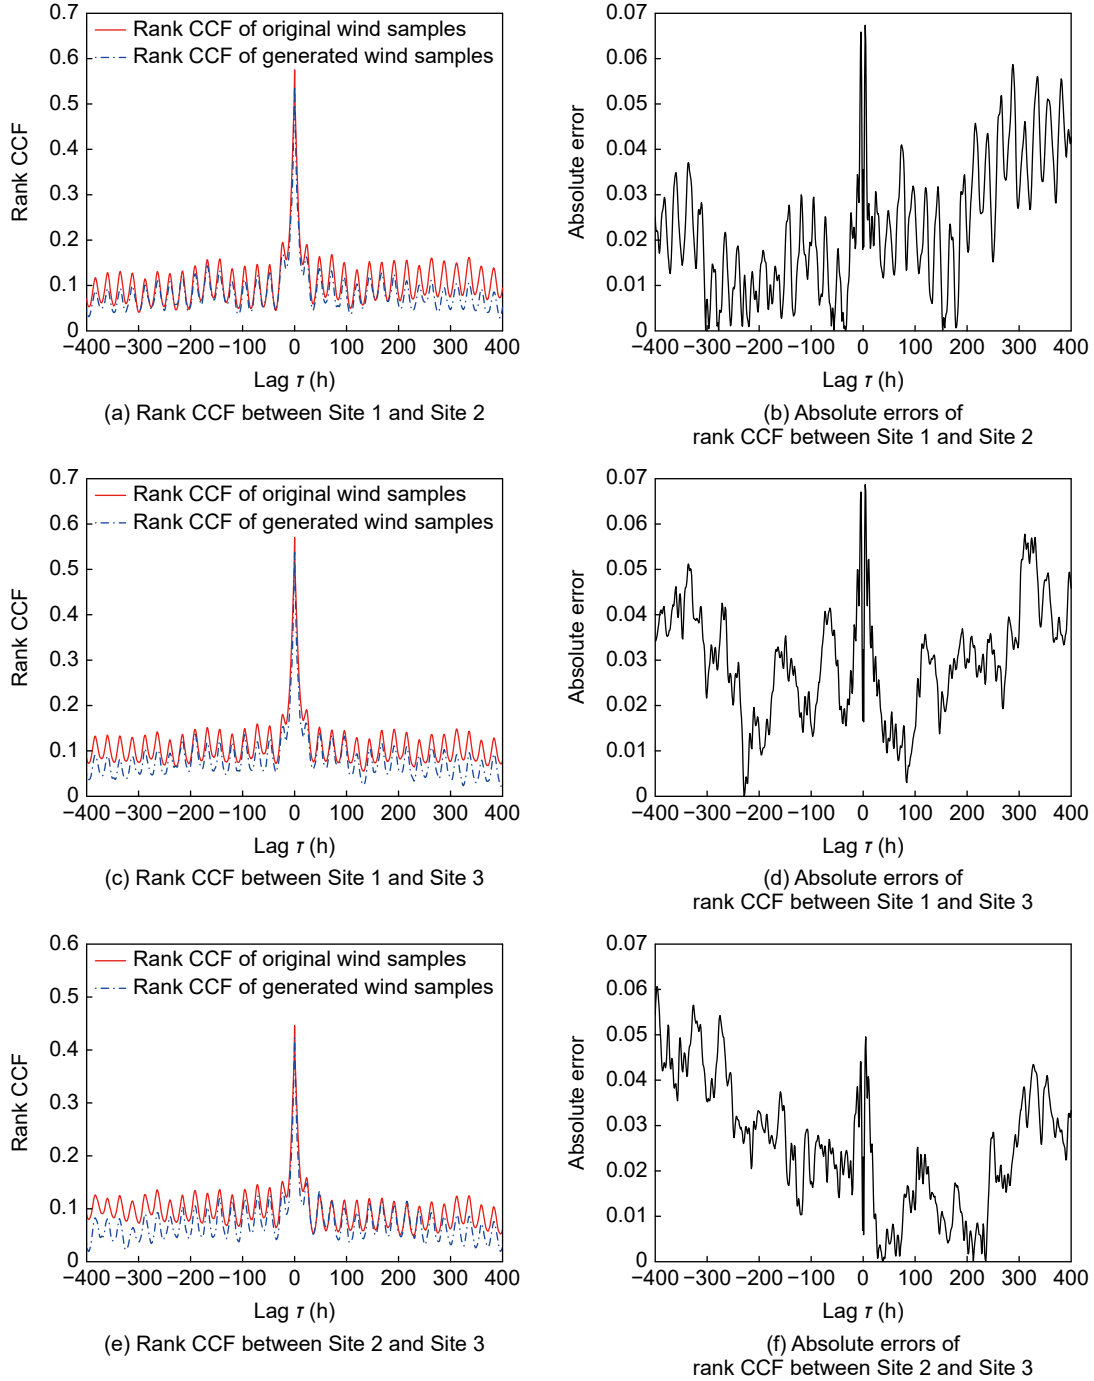 0.7
0.6
0.5
0.4
0.3
0.2
0.1
0
Rank CCF
Rank CCF of original wind samples
Rank CCF of generated wind samples
−400 −300 −200 −100 0 100 200 300 400
Lag τ (h)
(a) Rank CCF between Site 1 and Site 2
0.07
0.06
0.05
0.04
0.03
0.02
0.01
0
Absolute error
−400 −300 −200 −100 0 100 200 300 400
Lag τ (h)
(b) Absolute errors of
rank CCF between Site 1 and Site 2
0.7
0.6
0.5
0.4
0.3
0.2
0.1
0
Rank CCF
Rank CCF of original wind samples
Rank CCF of generated wind samples
−400 −300 −200 −100 0 100 200 300 400
Lag τ (h)
(c) Rank CCF between Site 1 and Site 3
0.07
0.06
0.05
0.04
0.03
0.02
0.01
0
Absolute error
−400 −300 −200 −100 0 100 200 300 400
Lag τ (h)
(d) Absolute errors of
rank CCF between Site 1 and Site 3
0.6
0.5
0.4
0.3
0.2
0.1
0
Rank CCF
Rank CCF of original wind samples
Rank CCF of generated wind samples
−400 −300 −200 −100 0 100 200 300 400
Lag τ (h)
(e) Rank CCF between Site 2 and Site 3
0.07
0.06
0.05
0.04
0.03
0.02
0.01
0
Absolute error
−400 −300 −200 −100 0 100 200 300 400
Lag τ (h)
(f) Absolute errors of
rank CCF between Site 2 and Site 3